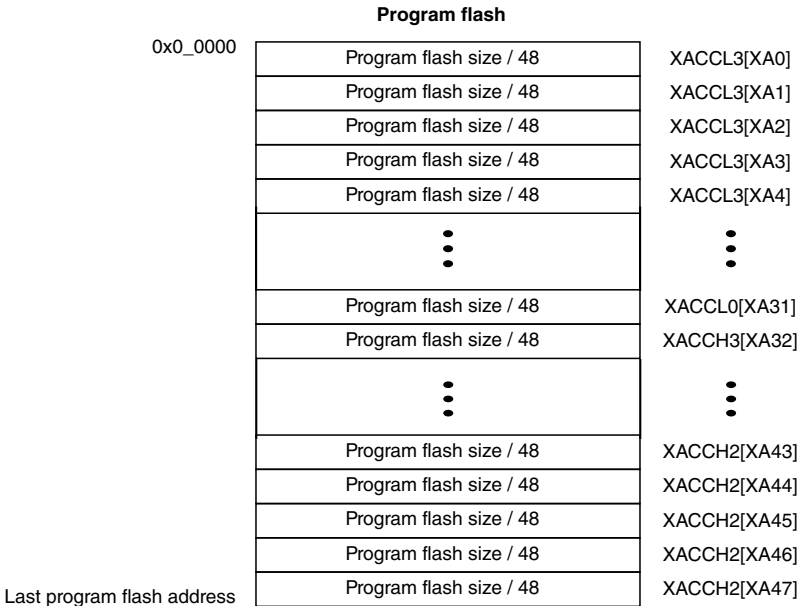 Program flash
0x0_0000
Program flash size / 48 XACCL3[XA0]
Program flash size / 48 XACCL3[XA1]
Program flash size / 48 XACCL3[XA2]
Program flash size / 48 XACCL3[XA3]
Program flash size / 48 XACCL3[XA4]
Program flash size / 48 XACCL0[XA31]
Program flash size / 48 XACCH3[XA32]
Program flash size / 48 XACCH2[XA43]
Program flash size / 48 XACCH2[XA44]
Program flash size / 48 XACCH2[XA45]
Program flash size / 48 XACCH2[XA46]
Program flash size / 48 XACCH2[XA47]
Last program flash address